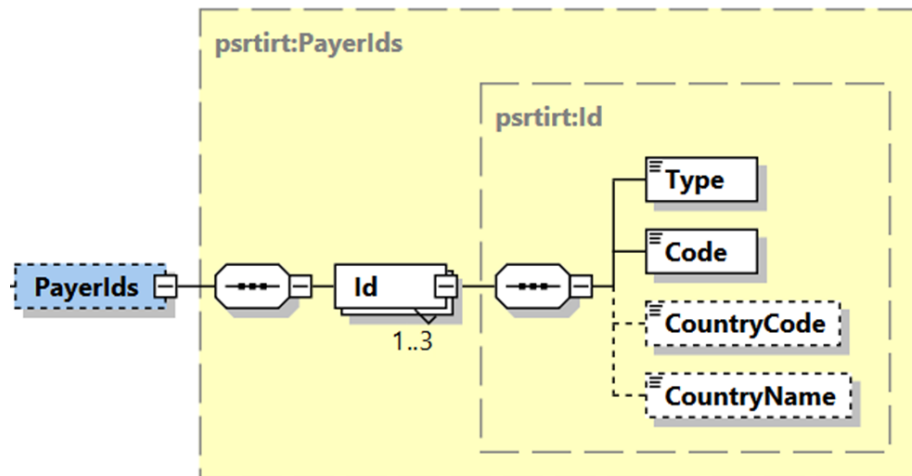 psrtirt:PayerIds
psrtirt:Id
Type
Code
PayerIds
Id
CountryCode
1..3
CountryName